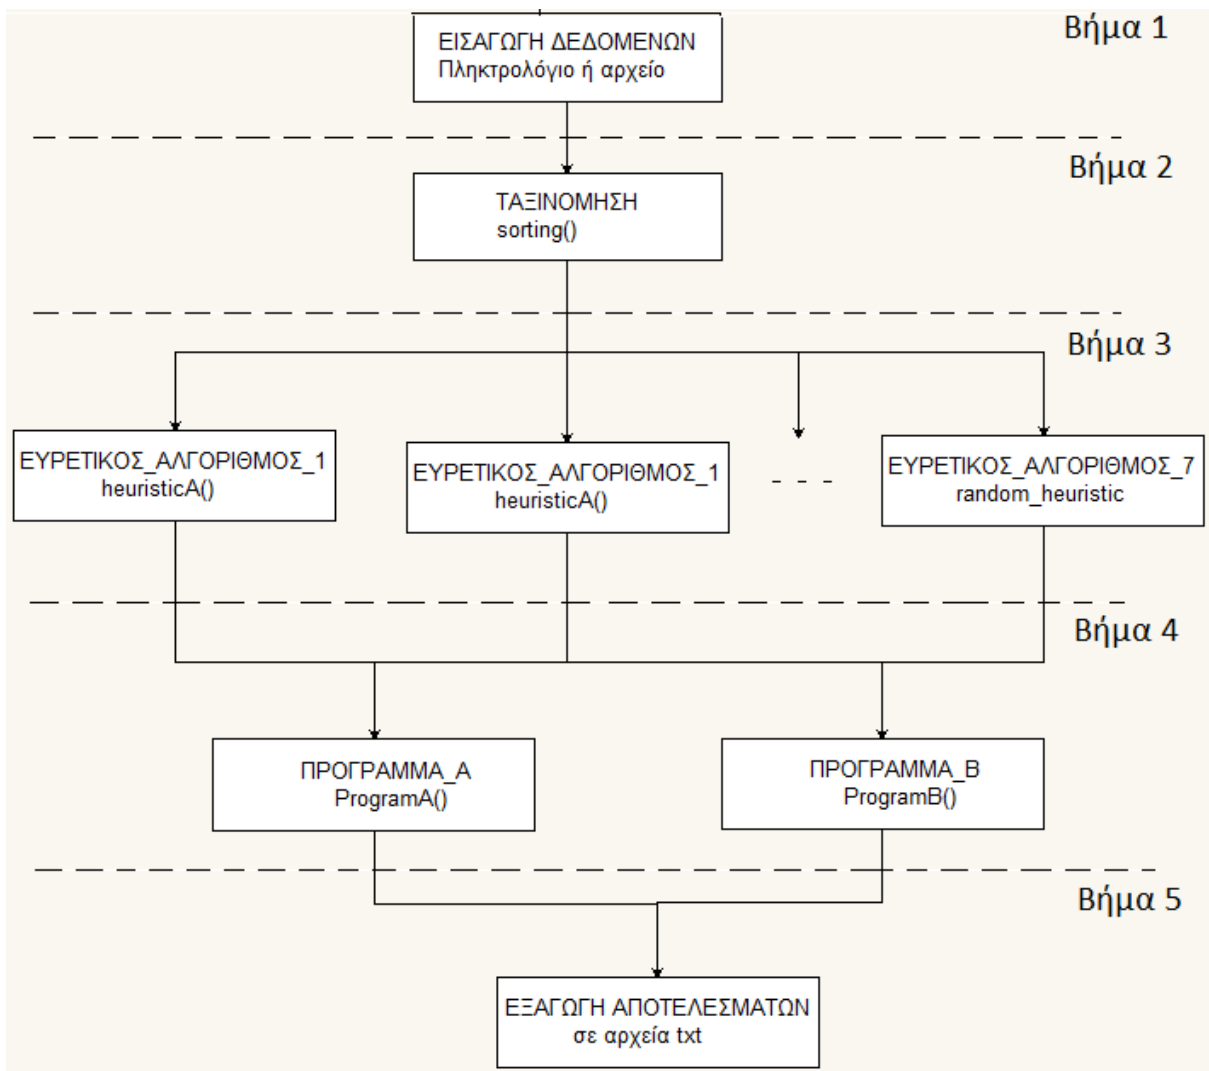 Βήμα 1
ΕΙΣΑΓΩΓΗ ΔΕΔΟΜΕΝΩΝ
Πληκτρολόγιο ή αρχείο
Βήμα 2
ΤΑΞΙΝΟΜΗΣΗ
sorting()
Βήμα 3
ΕΥΡΕΤΙΚΟΣ_ΑΛΓΟΡΙΘΜΟΣ_1
heuristicA()
ΕΥΡΕΤΙΚΟΣ_ΑΛΓΟΡΙΘΜΟΣ_1
heuristicA()
ΕΥΡΕΤΙΚΟΣ_ΑΛΓΟΡΙΘΜΟΣ_7
random_heuristic
Βήμα 4
ΠΡΟΓΡΑΜΜΑ_Α
ProgramA()
ΠΡΟΓΡΑΜΜΑ_Β
ProgramB()
Βήμα 5
ΕΞΑΓΩΓΗ ΑΠΟΤΕΛΕΣΜΑΤΩΝ
σε αρχεία txt